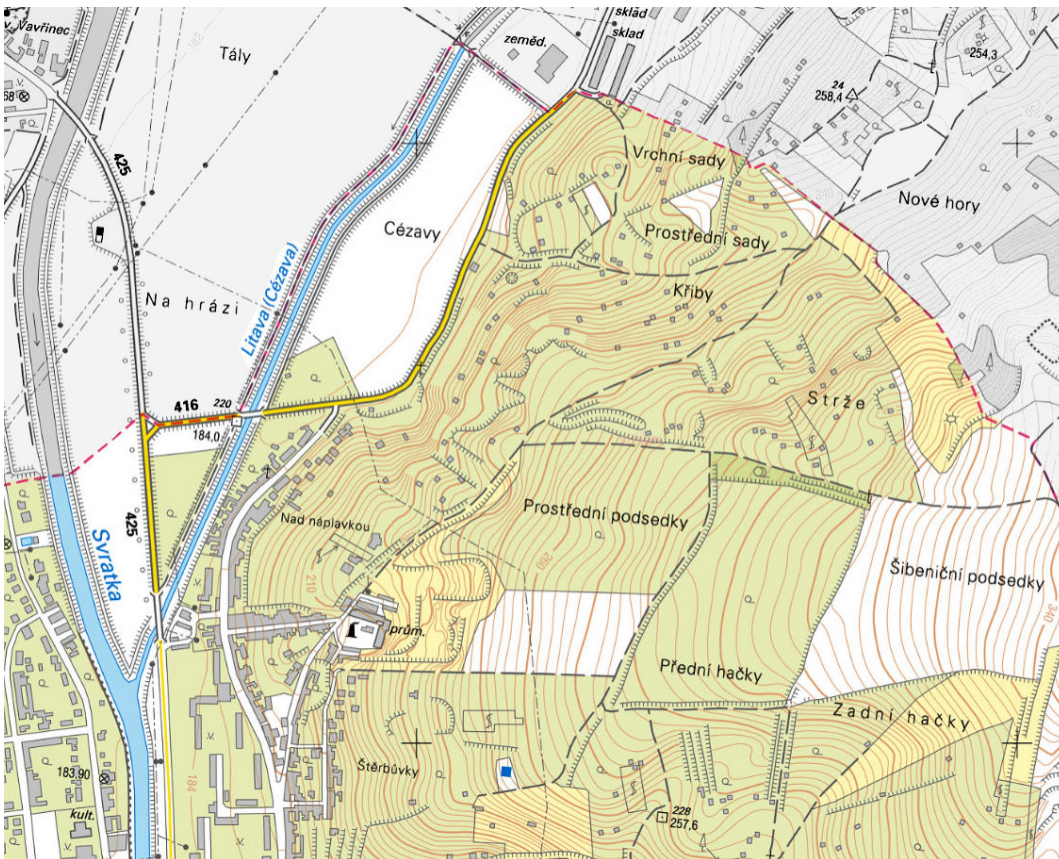 sklad
v. Vavřinec
Tály
zeměd.
sklad
254,3
24
258,4
68
425
Vrchní sady
Nové hory
Cézavy
Prostřední sady
Křiby
Na hrázi
Litava (Cézava)
416
220
184,0
Strže
425
Svratka
Nad náplavkou
Prostřední podsedky
260
210
Šibeniční podsedky
340
prům.
Přední hačky
Zadní hačky
Štěrbůvky
184
183,90
228
257,6
kult.